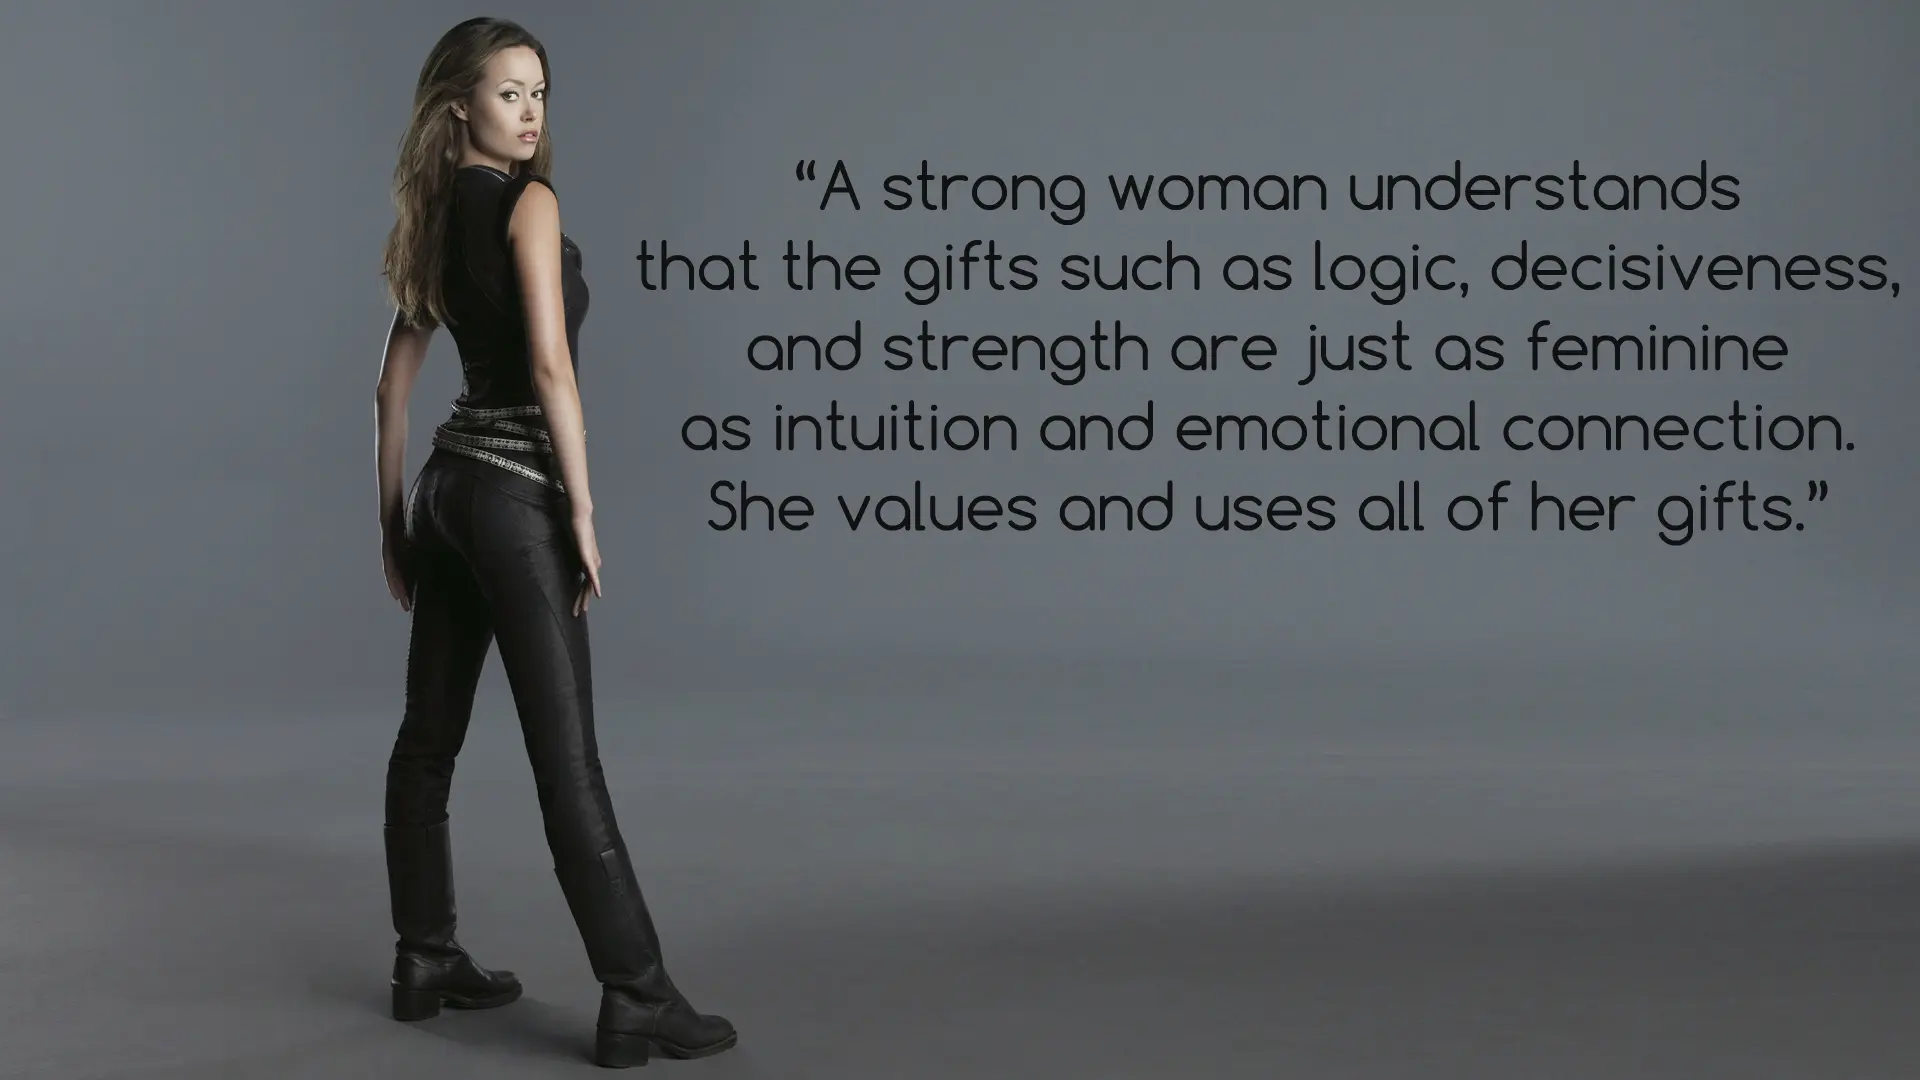 “A strong woman understands
that the gifts such as logic, decisiveness,
and strength are just as feminine
as intuition and emotional connection.
She values and uses all of her gifts.”